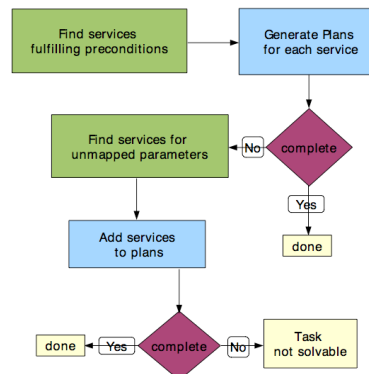 Find services
fulfilling preconditions
Generate Plans
for each service
Find services for
unmapped parameters
No
complete
Yes
done
Add services
to plans
done
Yes
complete
No
Task
not solvable